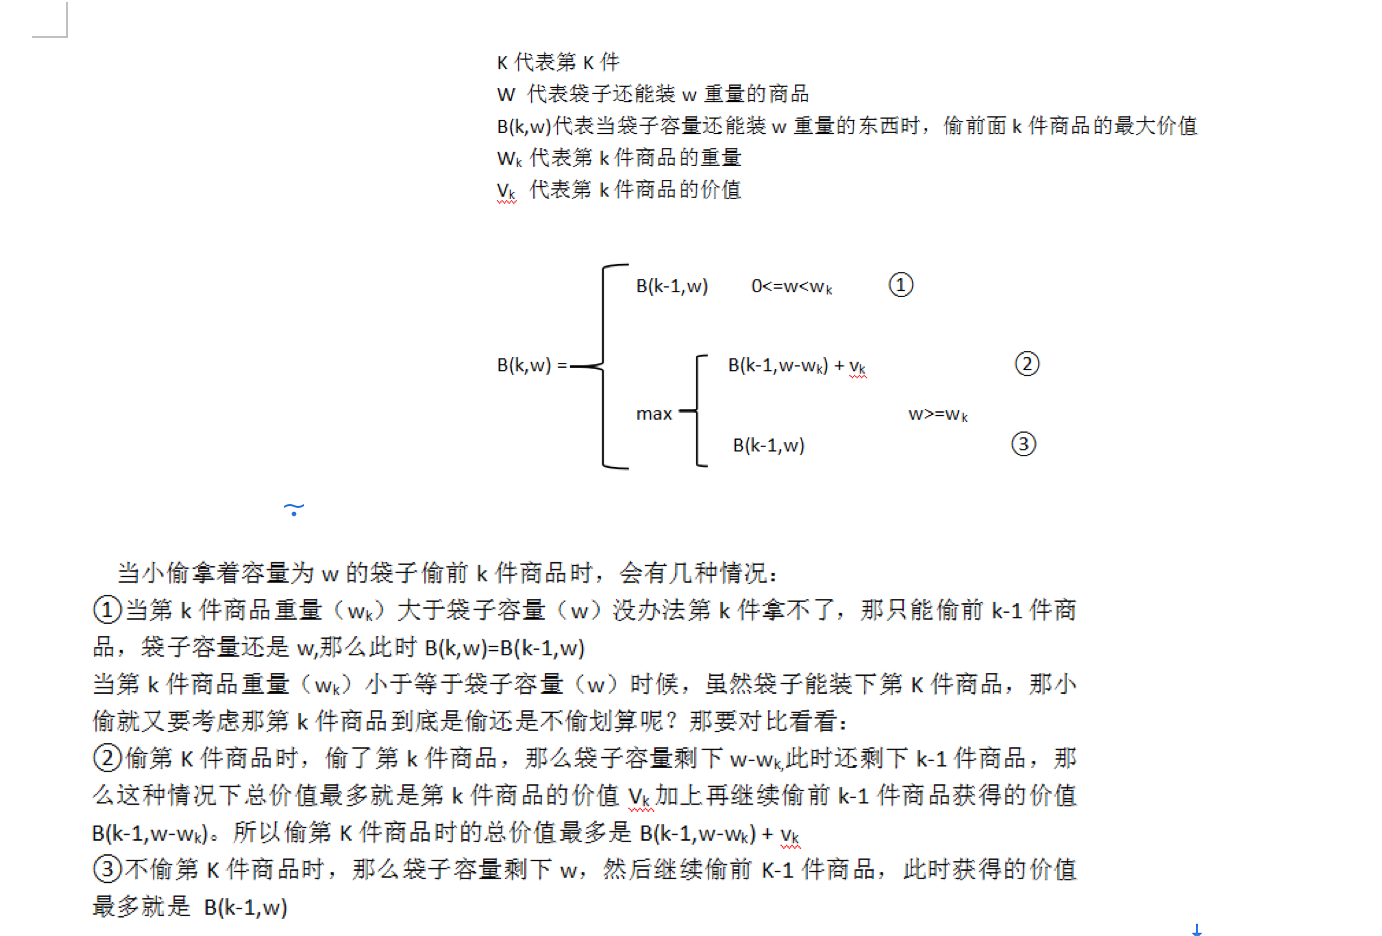 K 代表第 K 件
W 代表袋子还能装 w 重量的商品
B(k,w)代表当袋子容量还能装 w 重量的东西时，偷前面 k 件商品的最大价值
Wk 代表第 k 件商品的重量
Vk 代表第 k 件商品的价值
B(k-1,w) 0<=w<wk ①
B(k,w) = B(k-1,w-wk) + vk ②
max w>=wk
B(k-1,w) ③
当小偷拿着容量为 w 的袋子偷前 k 件商品时，会有几种情况：
①当第 k 件商品重量（wk）大于袋子容量（w）没办法第 k 件拿不了，那只能偷前 k-1 件商
品，袋子容量还是 w,那么此时 B(k,w)=B(k-1,w)
当第 k 件商品重量（wk）小于等于袋子容量（w）时候，虽然袋子能装下第 K 件商品，那小
偷就又要考虑那第 k 件商品到底是偷还是不偷划算呢？那要对比看看：
②偷第 K 件商品时，偷了第 k 件商品，那么袋子容量剩下 w-wk,此时还剩下 k-1 件商品，那
么这种情况下总价值最多就是第 k 件商品的价值 Vk 加上再继续偷前 k-1 件商品获得的价值
B(k-1,w-wk)。所以偷第 K 件商品时的总价值最多是 B(k-1,w-wk) + vk
③不偷第 K 件商品时，那么袋子容量剩下 w，然后继续偷前 K-1 件商品，此时获得的价值
最多就是 B(k-1,w)